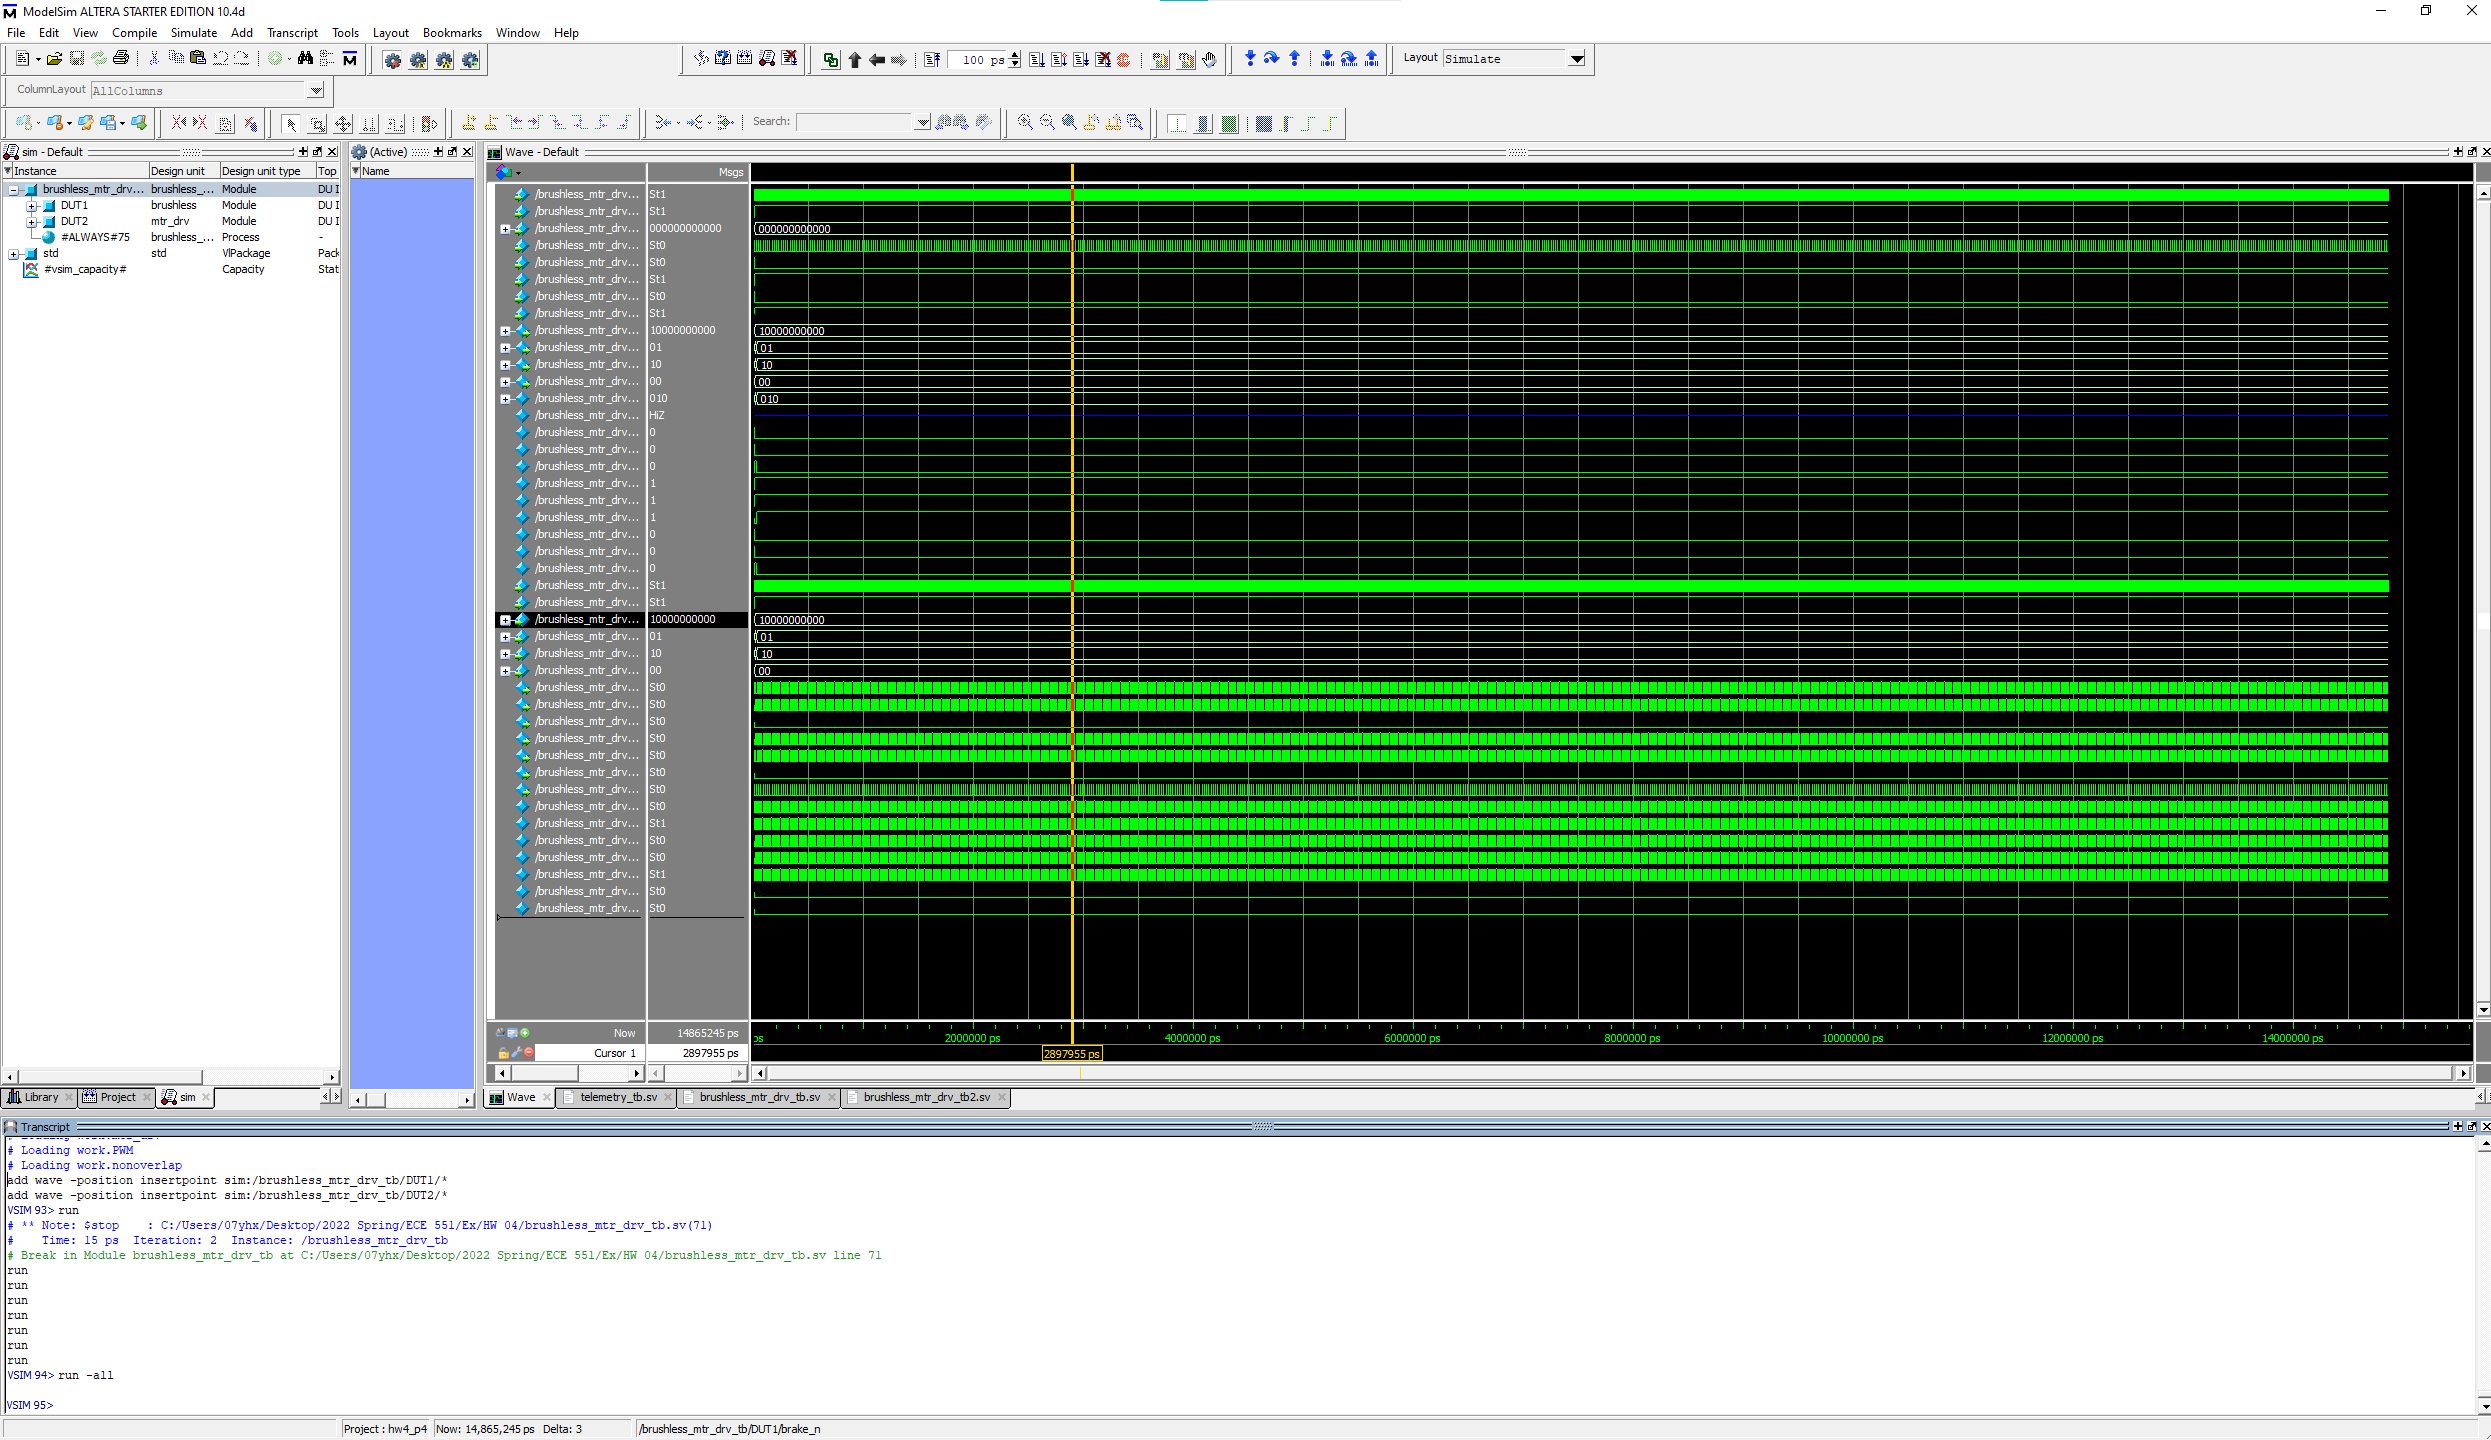 ModelSim ALTERA STARTER EDITION 10.4d
File Edit View Compile Simulate Add Transcript Tools Layout Bookmarks Window Help
100 ps
Layout Simulate
ColumnLayout AllColumns
Search:
sim - Default
Instance Design unit Design unit type Top
brushless_mtr_drv... brushless_... Module DU I
DUT1 brushless Module DU I
DUT2 mtr_drv Module DU I
#ALWAYS#75 brushless_... Process -
std std VlPackage Pack
#vsim_capacity# Capacity Stat
(Active)
Name
Wave - Default
Msgs
/brushless_mtr_drv... St1
/brushless_mtr_drv... St1
/brushless_mtr_drv... 000000000000 000000000000
/brushless_mtr_drv... St0
/brushless_mtr_drv... St0
/brushless_mtr_drv... St1
/brushless_mtr_drv... St0
/brushless_mtr_drv... St1
/brushless_mtr_drv... 10000000000 10000000000
/brushless_mtr_drv... 01 01
/brushless_mtr_drv... 10 10
/brushless_mtr_drv... 00 00
/brushless_mtr_drv... 010 010
/brushless_mtr_drv... HiZ
/brushless_mtr_drv... 0
/brushless_mtr_drv... 0
/brushless_mtr_drv... 0
/brushless_mtr_drv... 1
/brushless_mtr_drv... 1
/brushless_mtr_drv... 1
/brushless_mtr_drv... 0
/brushless_mtr_drv... 0
/brushless_mtr_drv... 0
/brushless_mtr_drv... St1
/brushless_mtr_drv... St1
/brushless_mtr_drv... 10000000000 10000000000
/brushless_mtr_drv... 01 01
/brushless_mtr_drv... 10 10
/brushless_mtr_drv... 00 00
/brushless_mtr_drv... St0
/brushless_mtr_drv... St0
/brushless_mtr_drv... St0
/brushless_mtr_drv... St0
/brushless_mtr_drv... St0
/brushless_mtr_drv... St0
/brushless_mtr_drv... St0
/brushless_mtr_drv... St0
/brushless_mtr_drv... St1
/brushless_mtr_drv... St0
/brushless_mtr_drv... St0
/brushless_mtr_drv... St1
/brushless_mtr_drv... St0
/brushless_mtr_drv... St0
Now 14865245 ps
ps 2000000 ps 4000000 ps 6000000 ps 8000000 ps 10000000 ps 12000000 ps 14000000 ps
Cursor 1 2897955 ps 2897955 ps
Library Project sim
Wave telemetry_tb.sv brushless_mtr_drv_tb.sv brushless_mtr_drv_tb2.sv
Transcript
# Loading work.PWM
# Loading work.nonoverlap
add wave -position insertpoint sim:/brushless_mtr_drv_tb/DUT1/*
add wave -position insertpoint sim:/brushless_mtr_drv_tb/DUT2/*
VSIM 93> run
# ** Note: $stop : C:/Users/07yhx/Desktop/2022 Spring/ECE 551/Ex/HW 04/brushless_mtr_drv_tb.sv(71)
# Time: 15 ps Iteration: 2 Instance: /brushless_mtr_drv_tb
# Break in Module brushless_mtr_drv_tb at C:/Users/07yhx/Desktop/2022 Spring/ECE 551/Ex/HW 04/brushless_mtr_drv_tb.sv line 71
run
run
run
run
run
run
run
VSIM 94> run -all
VSIM 95>
Project : hw4_p4 Now: 14,865,245 ps Delta: 3 /brushless_mtr_drv_tb/DUT1/brake_n